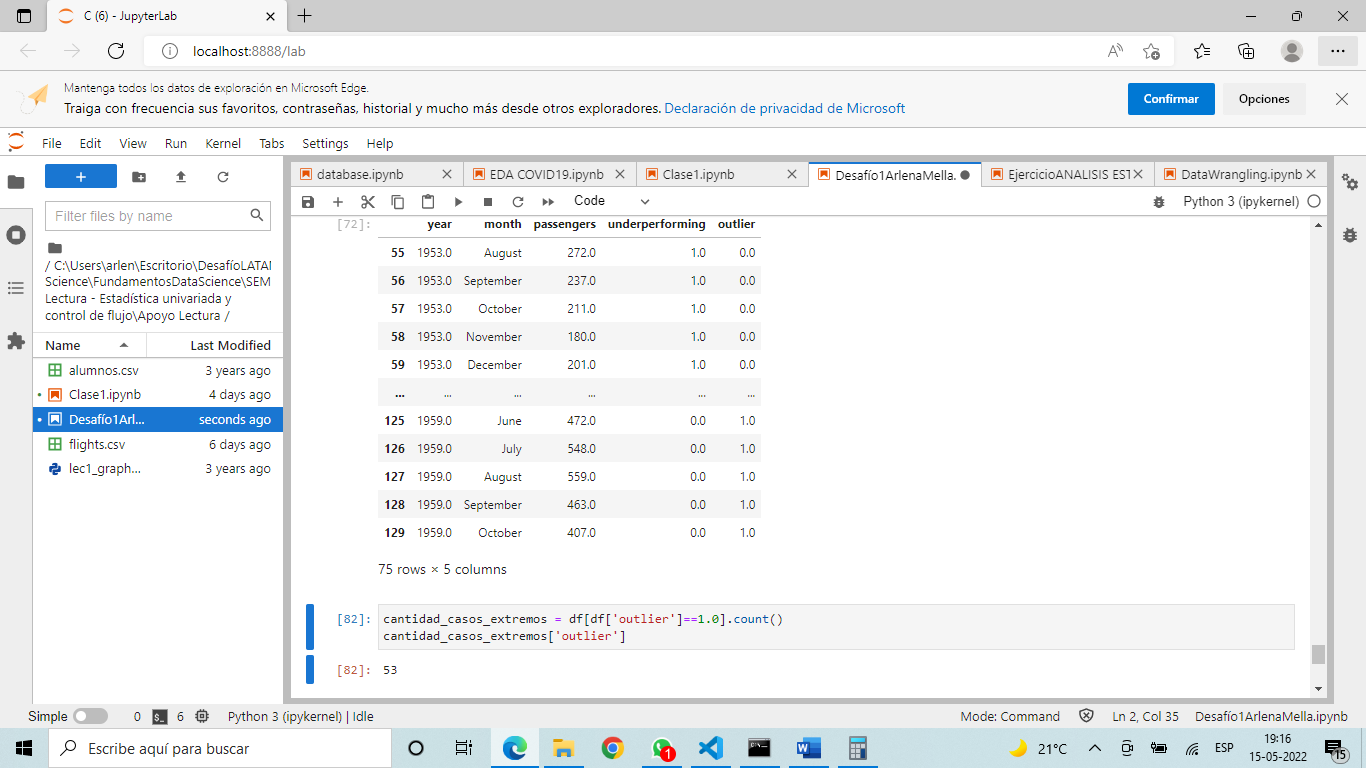 C (6) - JupyterLab
localhost:8888/lab
Mantenga todos los datos de exploración en Microsoft Edge.
Traiga con frecuencia sus favoritos, contraseñas, historial y mucho más desde otros exploradores. Declaración de privacidad de Microsoft
Confirmar
Opciones
File Edit View Run Kernel Tabs Settings Help
Filter files by name
/ C:\Users\arlen\Escritorio\DesafíoLATAI
Science\FundamentosDataScience\SEM
Lectura - Estadística univariada y
control de flujo\Apoyo Lectura /
Name Last Modified
alumnos.csv 3 years ago
Clase1.ipynb 4 days ago
Desafío1Arl... seconds ago
flights.csv 6 days ago
lec1_graph... 3 years ago
database.ipynb EDA COVID19.ipynb Clase1.ipynb Desafío1ArlenaMella. EjercicioANALISIS EST DataWrangling.ipynb
Code Python 3 (ipykernel)
[72]: year month passengers underperforming outlier
55 1953.0 August 272.0 1.0 0.0
56 1953.0 September 237.0 1.0 0.0
57 1953.0 October 211.0 1.0 0.0
58 1953.0 November 180.0 1.0 0.0
59 1953.0 December 201.0 1.0 0.0
... ... ... ... ... ...
125 1959.0 June 472.0 0.0 1.0
126 1959.0 July 548.0 0.0 1.0
127 1959.0 August 559.0 0.0 1.0
128 1959.0 September 463.0 0.0 1.0
129 1959.0 October 407.0 0.0 1.0
75 rows × 5 columns
[82]: cantidad_casos_extremos = df[df['outlier']==1.0].count()
cantidad_casos_extremos['outlier']
[82]: 53
Simple 0 6 Python 3 (ipykernel) | Idle Mode: Command Ln 2, Col 35 Desafío1ArlenaMella.ipynb
Escribe aquí para buscar
1
21°C
ESP
19:16
15-05-2022
15